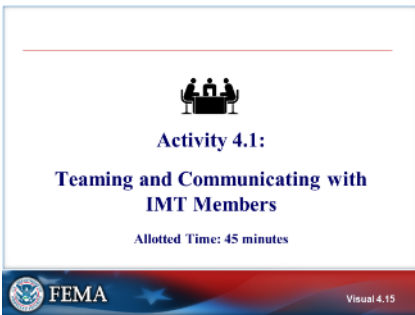 Activity 4.1:
Teaming and Communicating with
IMT Members
Allotted Time: 45 minutes
FEMA
Visual 4.15